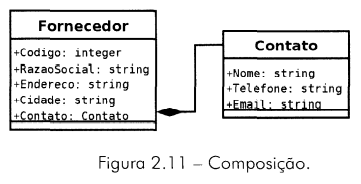 Fornecedor
+Codigo: integer
+RazaoSocial: string
+Endereco: string
+Cidade: string
+Contato: Contato
Contato
+Nome: string
+Telefone: string
+Email: string
Figura 2.11 – Composição.